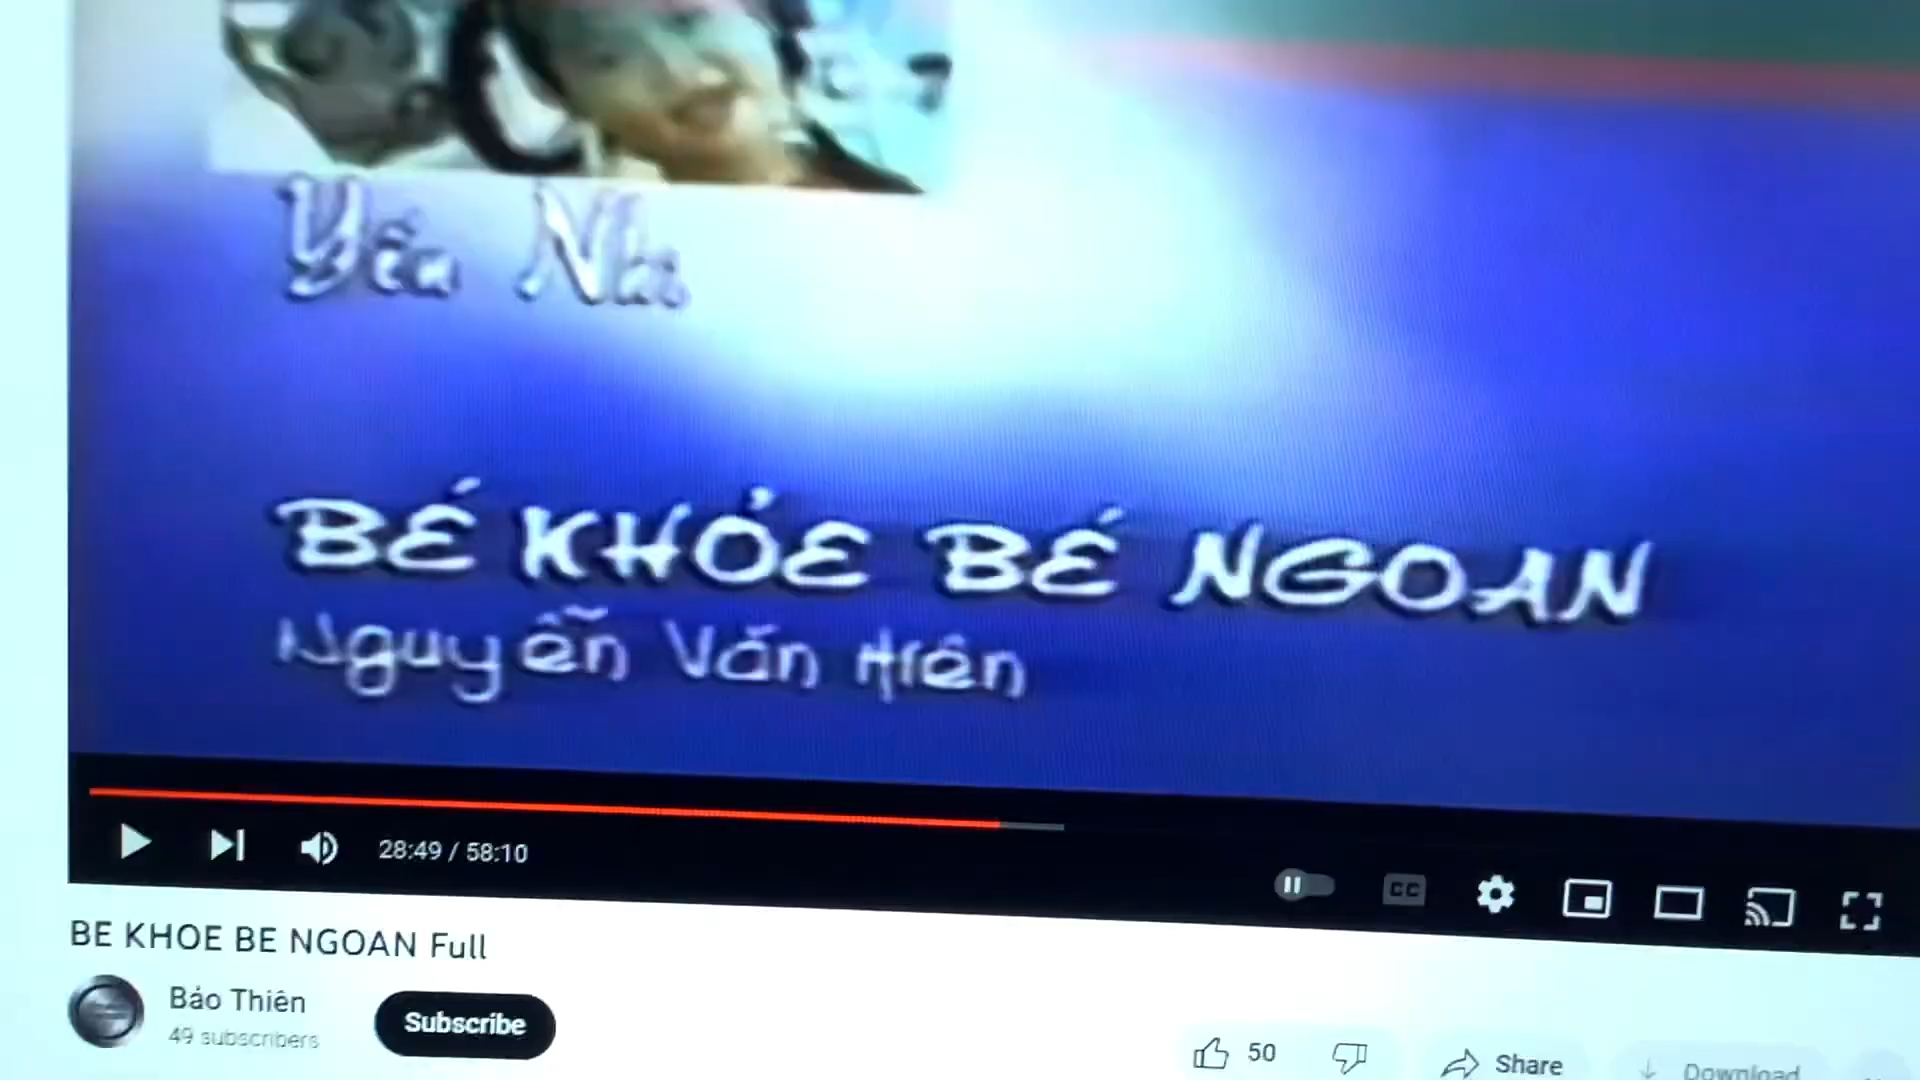 Yến Nhi
BÉ KHỎE BÉ NGOAN
Nguyễn Văn Hiên
28:49 / 58:10
CC
BE KHOE BE NGOAN Full
Bảo Thiên
49 subscribers
Subscribe
50
Share
Download